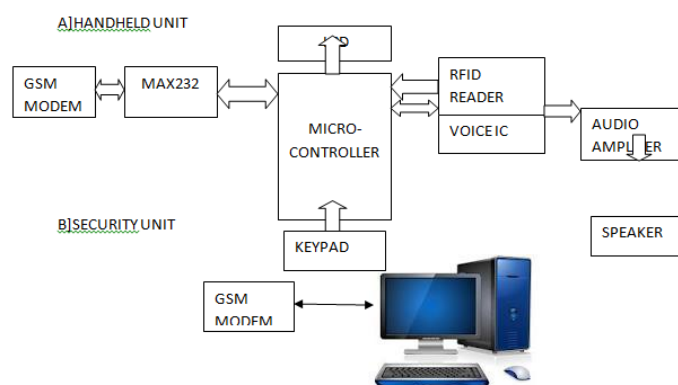 A]HANDHELD UNIT
GSM
MODEM
MAX232
MICRO-
CONTROLLER
RFID
READER
VOICE IC
AUDIO
B]SECURITY UNIT
KEYPAD
SPEAKER
GSM
MODEM